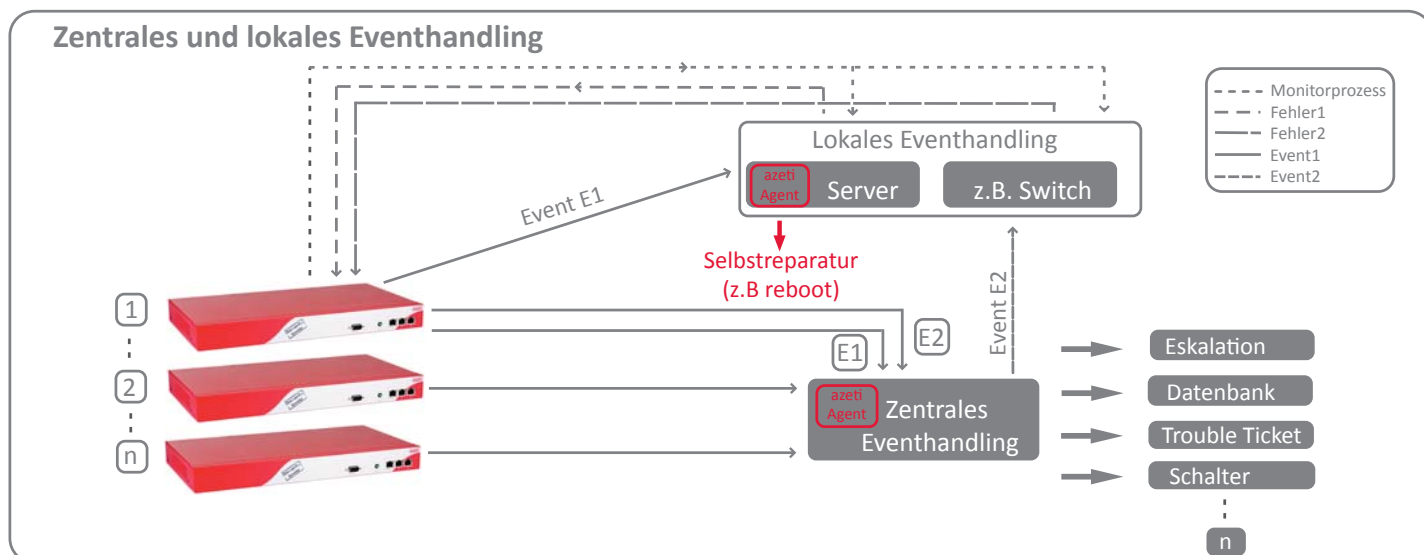 Zentrales und lokales Eventhandling
Monitorprozess
Fehler1
Fehler2
Event1
Event2
Lokales Eventhandling
azeti
Agent
Server
z.B. Switch
Event E1
Selbstreparatur
(z.B reboot)
Event E2
1
2
n
E1
E2
azeti
Agent
Zentrales
Eventhandling
Eskalation
Datenbank
Trouble Ticket
Schalter
n